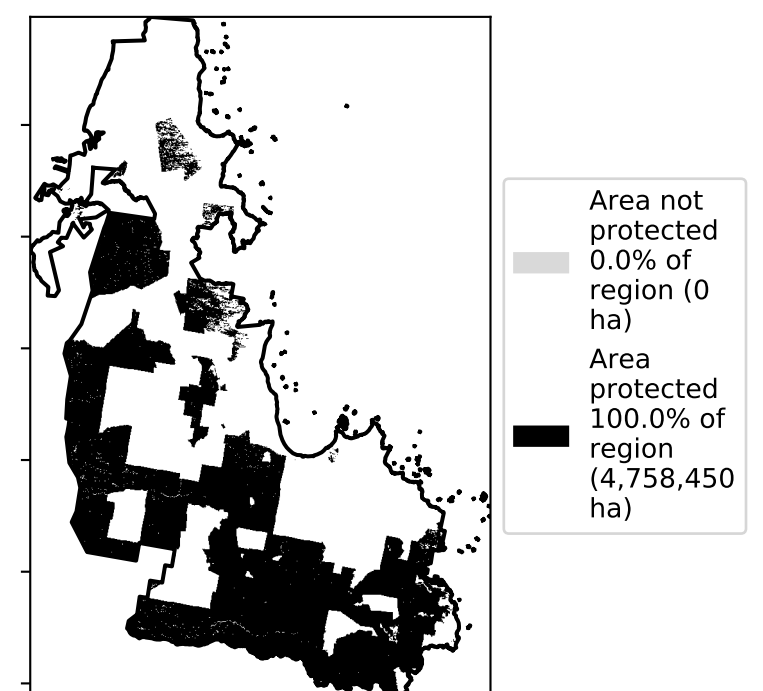 Area not
protected
0.0% of
region (0
ha)
Area
protected
100.0% of
region
(4,758,450
ha)